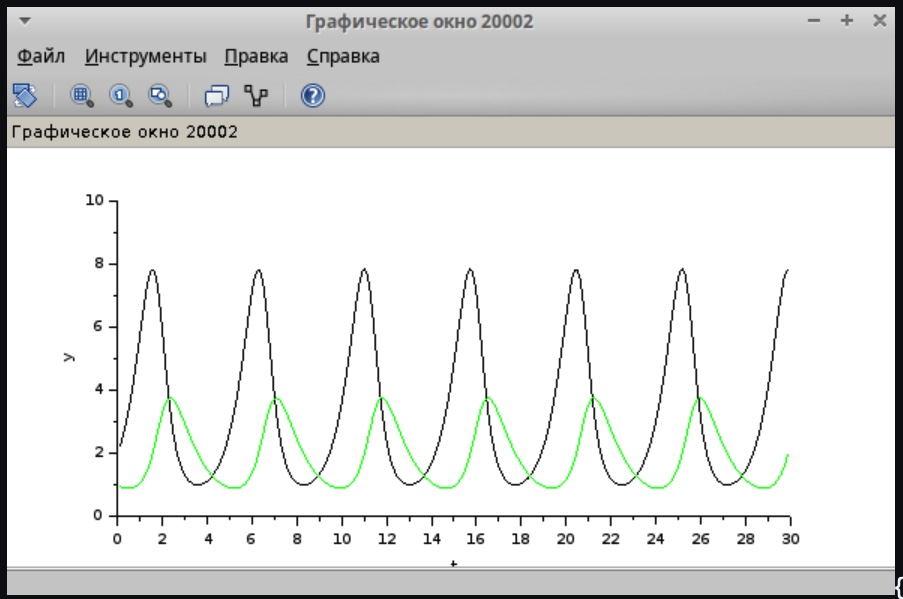 Графическое окно 20002
Файл Инструменты Правка Справка
Графическое окно 20002
10
8
6
y
4
2
0
0 2 4 6 8 10 12 14 16 18 20 22 24 26 28 30
t
{